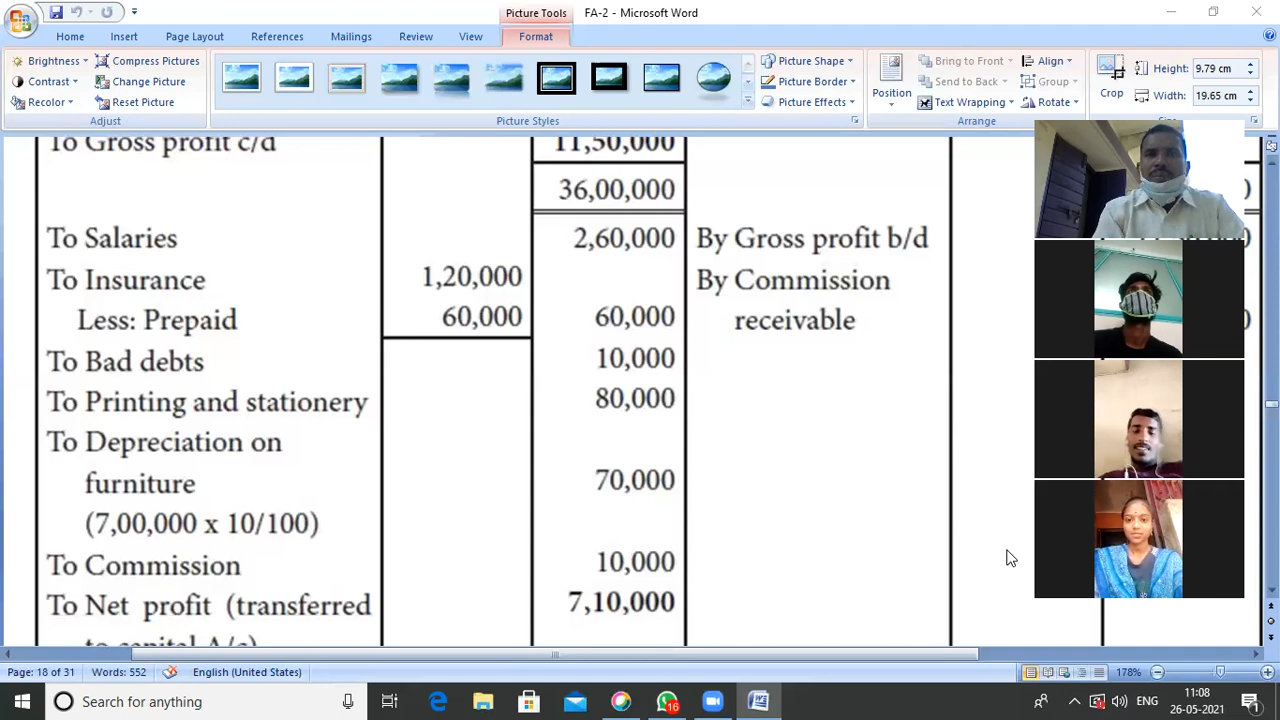 Picture Tools
FA-2 - Microsoft Word
Home Insert Page Layout References Mailings Review View Format
Brightness Compress Pictures
Contrast Change Picture
Recolor Reset Picture
Adjust
Picture Styles
Picture Shape
Picture Border
Picture Effects
Position
Bring to Front Align
Send to Back Group
Text Wrapping Rotate
Arrange
Crop
Height: 9.79 cm
Width: 19.65 cm
To Gross profit c/d 11,50,000
36,00,000
To Salaries 2,60,000 By Gross profit b/d
To Insurance 1,20,000 By Commission
Less: Prepaid 60,000 60,000 receivable
To Bad debts 10,000
To Printing and stationery 80,000
To Depreciation on
furniture 70,000
(7,00,000 x 10/100)
To Commission 10,000
To Net profit (transferred 7,10,000
to capital A/c)
Page: 18 of 31 Words: 552 English (United States) 178%
Search for anything
16
ENG
11:08
26-05-2021
1